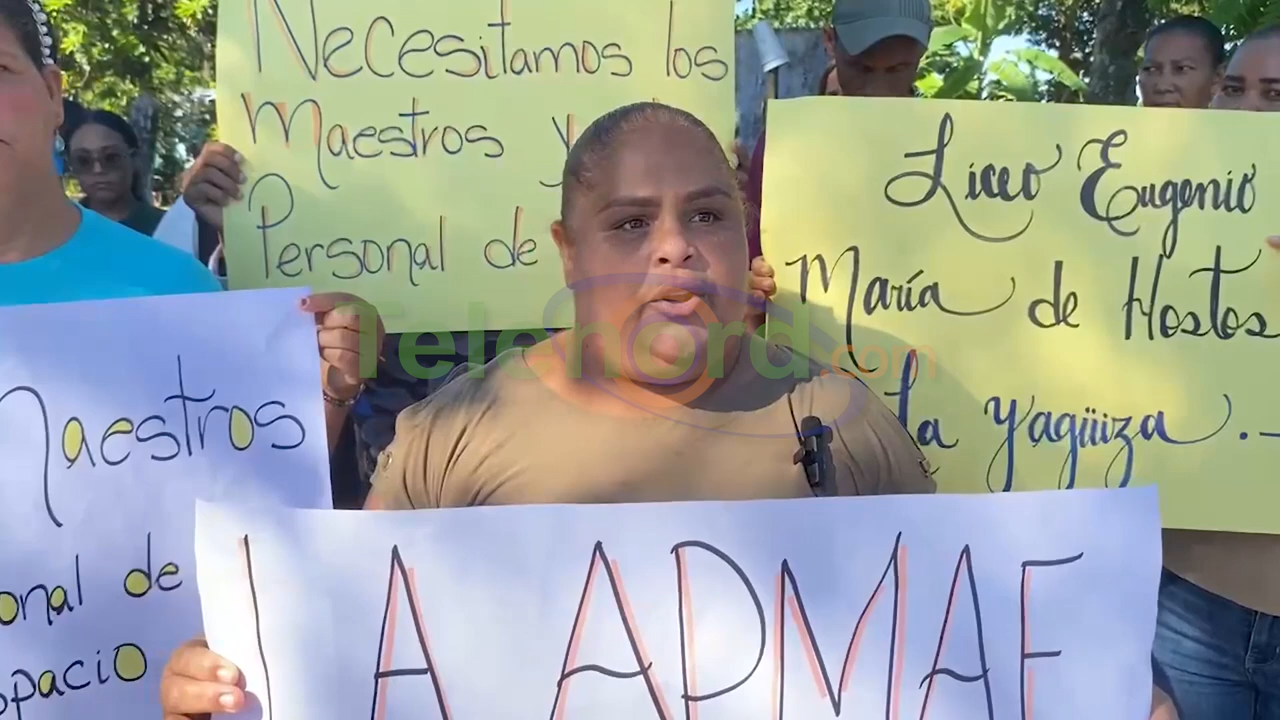 Necesitamos los
Maestros y
Personal de
Liceo Eugenio
María de Hostos
La Yagüiza.
Maestros
onal de
spacio
LA APMAE
Telenord.com